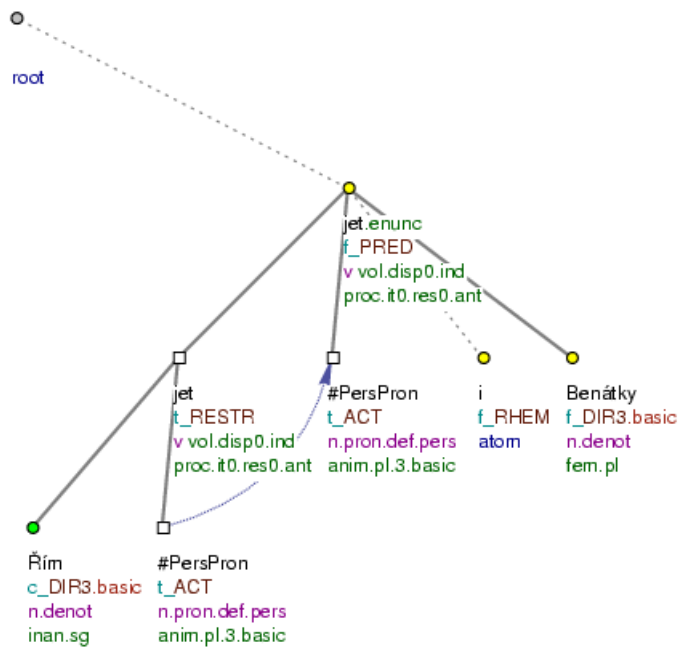 root
jet.enunc
f_PRED
v vol.disp0.ind
proc.it0.res0.ant
jet
t_RESTR
v vol.disp0.ind
proc.it0.res0.ant
#PersPron
t_ACT
n.pron.def.pers
anim.pl.3.basic
i
f_RHEM
atom
Benátky
f_DIR3.basic
n.denot
fem.pl
Řím
c_DIR3.basic
n.denot
inan.sg
#PersPron
t_ACT
n.pron.def.pers
anim.pl.3.basic